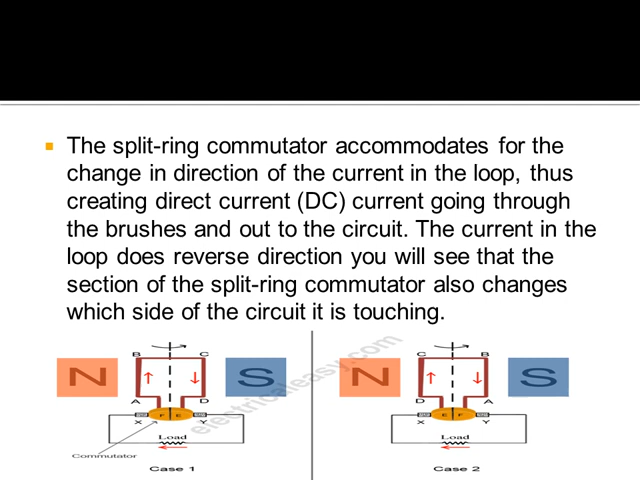 The split-ring commutator accommodates for the
change in direction of the current in the loop, thus
creating direct current (DC) current going through
the brushes and out to the circuit. The current in the
loop does reverse direction you will see that the
section of the split-ring commutator also changes
which side of the circuit it is touching.
B C
N S
A D
F E
X Y
Load
Commutator
Case 1
C B
N S
D A
E F
X Y
Load
Case 2
electricaleasy.com